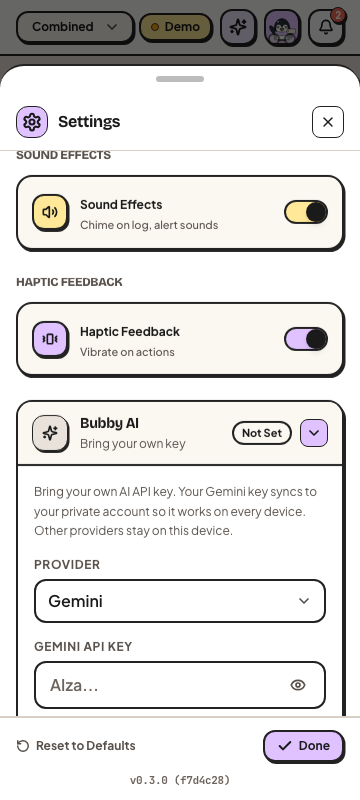 Combined
Demo
2
Settings
SOUND EFFECTS
Sound Effects
Chime on log, alert sounds
HAPTIC FEEDBACK
Haptic Feedback
Vibrate on actions
Bubby AI
Bring your own key
Not Set
Bring your own AI API key. Your Gemini key syncs to
your private account so it works on every device.
Other providers stay on this device.
PROVIDER
Gemini
GEMINI API KEY
AIza...
Reset to Defaults
Done
v0.3.0 (f7d4c28)